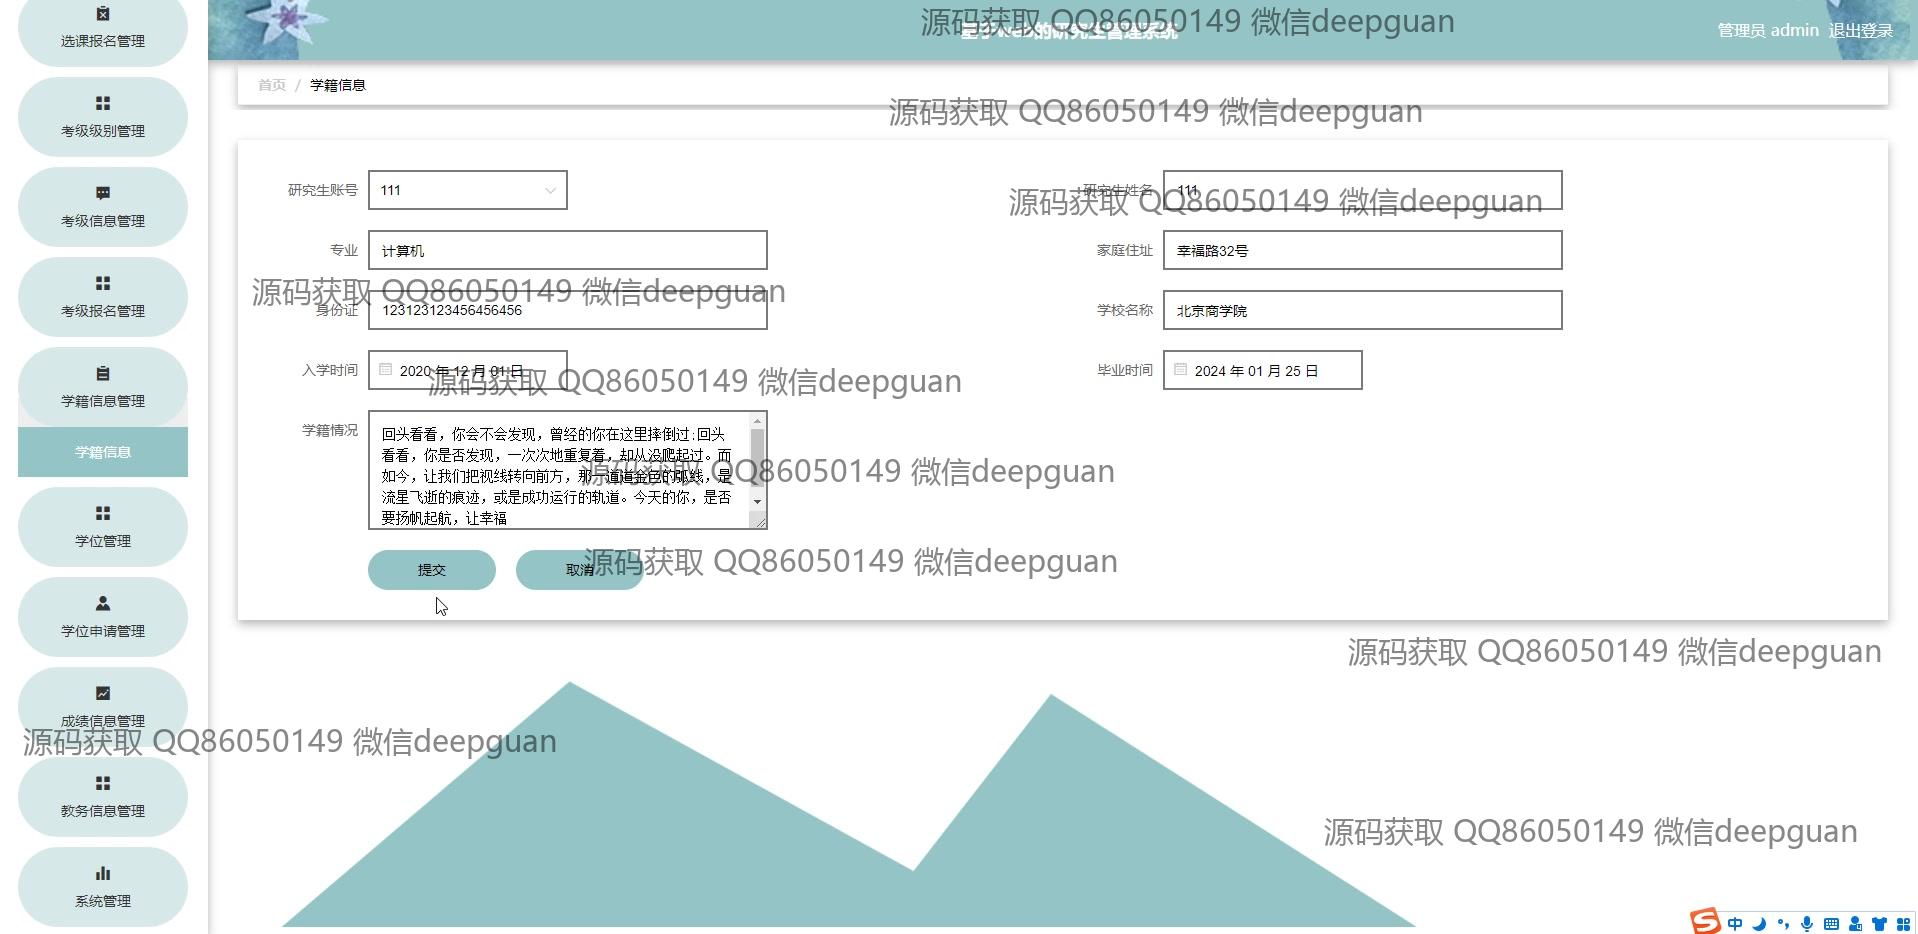 选课报名管理
考级级别管理
考级信息管理
考级报名管理
学籍信息管理
学籍信息
学位管理
学位申请管理
成绩信息管理
教务信息管理
系统管理
基于web的研究生管理系统
管理员 admin 退出登录
源码获取 QQ86050149 微信deepguan
首页 / 学籍信息
源码获取 QQ86050149 微信deepguan
研究生账号 111
研究生姓名 111
源码获取 QQ86050149 微信deepguan
专业 计算机
家庭住址 幸福路32号
源码获取 QQ86050149 微信deepguan
身份证 123123123456456456
学校名称 北京商学院
入学时间 2020 年 12 月 01 日
毕业时间 2024 年 01 月 25 日
源码获取 QQ86050149 微信deepguan
学籍情况
回头看看，你会不会发现，曾经的你在这里摔倒过;回头
看看，你是否发现，一次次地重复着，却从没爬起过。而
如今，让我们把视线转向前方，那一道道金色的弧线，是
流星飞逝的痕迹，或是成功运行的轨道。今天的你，是否
要扬帆起航，让幸福
源码获取 QQ86050149 微信deepguan
提交 取消
源码获取 QQ86050149 微信deepguan
源码获取 QQ86050149 微信deepguan
源码获取 QQ86050149 微信deepguan
源码获取 QQ86050149 微信deepguan
中